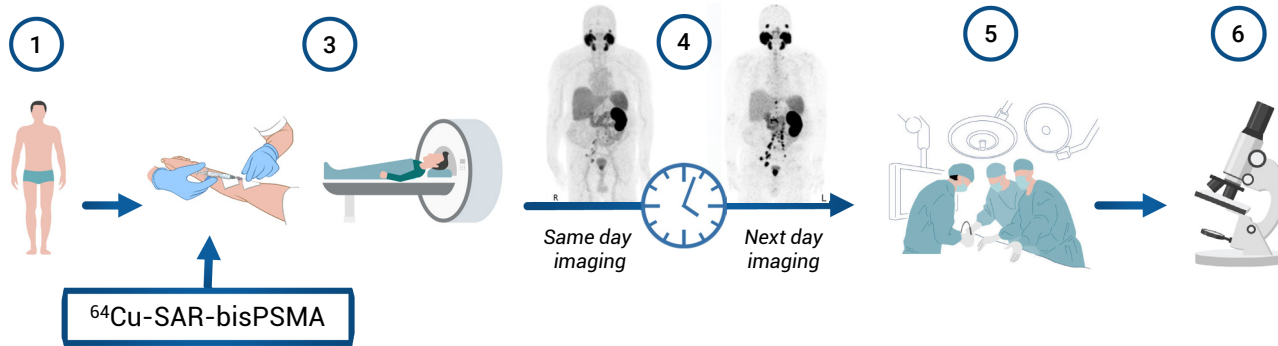 1
3
4
5
6
R
L
Same day
imaging
Next day
imaging
⁶⁴Cu-SAR-bisPSMA